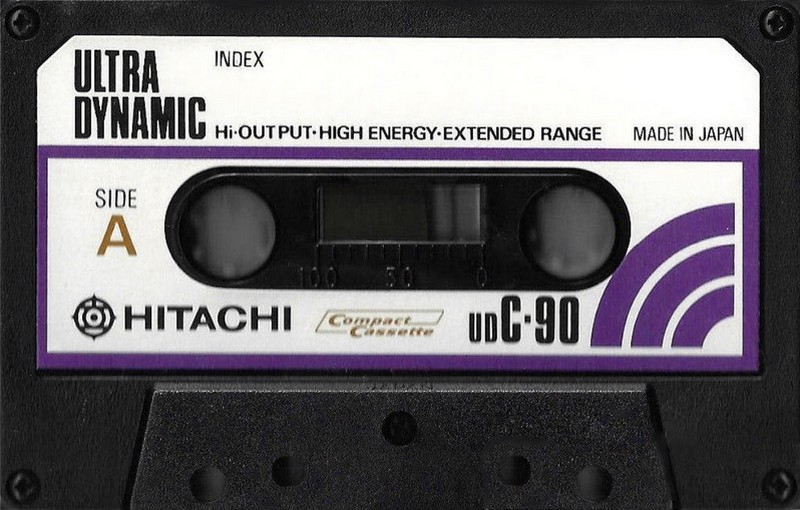 ULTRA
DYNAMIC
INDEX
Hi·OUTPUT·HIGH ENERGY·EXTENDED RANGE
MADE IN JAPAN
SIDE
A
100 50 0
HITACHI
Compact
Cassette
UDC·90